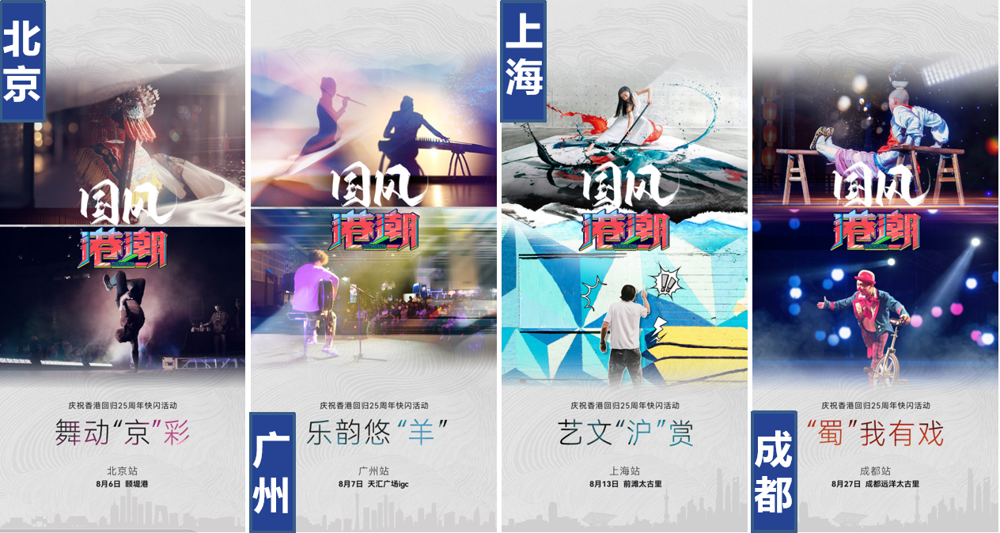 北京
国风
港潮
庆祝香港回归25周年快闪活动
舞动“京”彩
北京站
8月6日 颐堤港
国风
港潮
庆祝香港回归25周年快闪活动
乐韵悠“羊”
广州站
8月7日 天汇广场igc
广州
上海
国风
港潮
庆祝香港回归25周年快闪活动
艺文“沪”赏
上海站
8月13日 前滩太古里
!!
国风
港潮
庆祝香港回归25周年快闪活动
“蜀”我有戏
成都站
8月27日 成都远洋太古里
成都